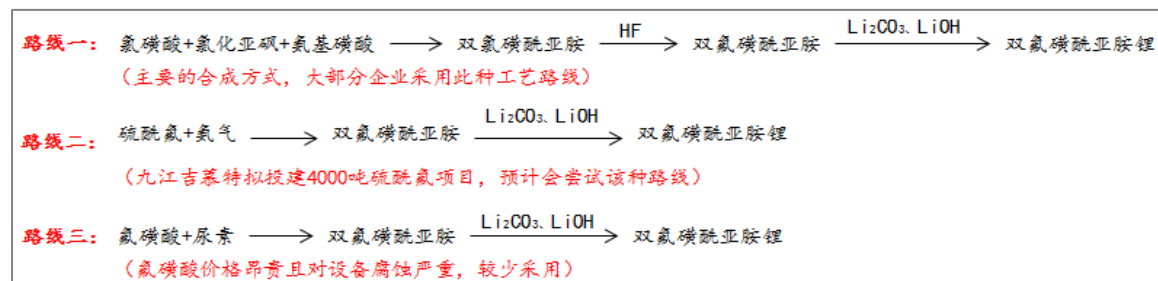 路线一：氯磺酸+氯化亚砜+氨基磺酸 → 双氯磺酰亚胺 HF → 双氟磺酰亚胺 Li₂CO₃、LiOH → 双氟磺酰亚胺锂
（主要的合成方式，大部分企业采用此种工艺路线）
路线二：硫酰氟+氨气 → 双氟磺酰亚胺 Li₂CO₃、LiOH → 双氟磺酰亚胺锂
（九江吉慕特拟投建4000吨硫酰氟项目，预计会尝试该种路线）
路线三：氟磺酸+尿素 → 双氟磺酰亚胺 Li₂CO₃、LiOH → 双氟磺酰亚胺锂
（氟磺酸价格昂贵且对设备腐蚀严重，较少采用）